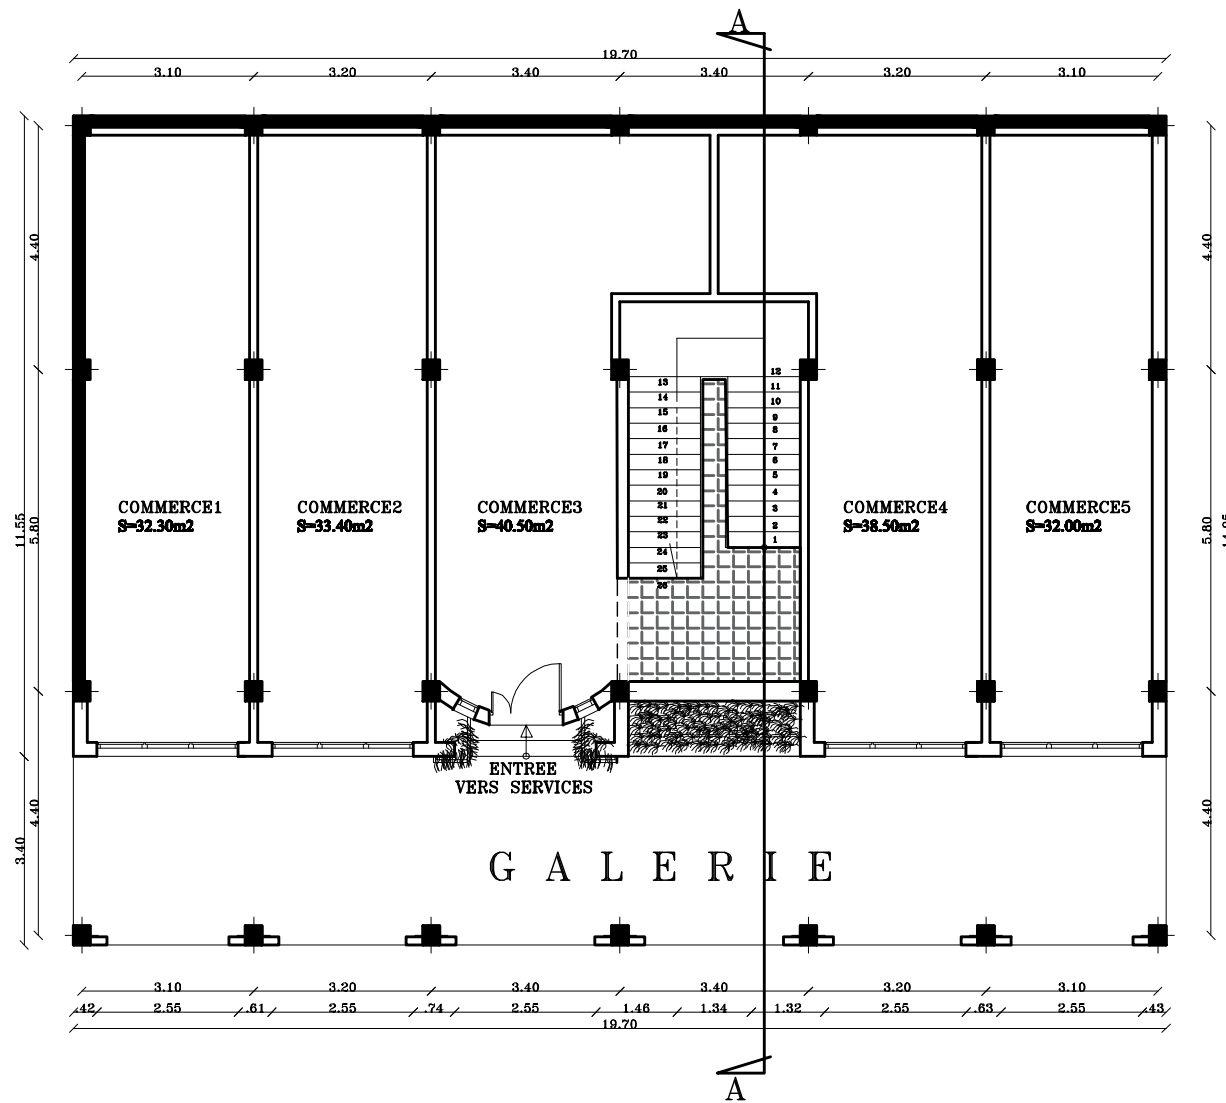 A
19.70
3.10 3.20 3.40 3.40 3.20 3.10
4.40 4.40
13 12
14 11
15 10
16 9
17 8
18 7
19 6
20 5
21 4
22 3
23 2
24 1
25
26
COMMERCE1 COMMERCE2 COMMERCE3 COMMERCE4 COMMERCE5
S=32.30m2 S=33.40m2 S=40.50m2 S=38.50m2 S=32.00m2
11.55 5.80 5.80
ENTREE
VERS SERVICES
3.40 4.40 4.40
GALERIE
3.10 3.20 3.40 3.40 3.20 3.10
.42 2.55 .61 2.55 .74 2.55 1.46 1.34 1.32 2.55 .63 2.55 .43
19.70
A